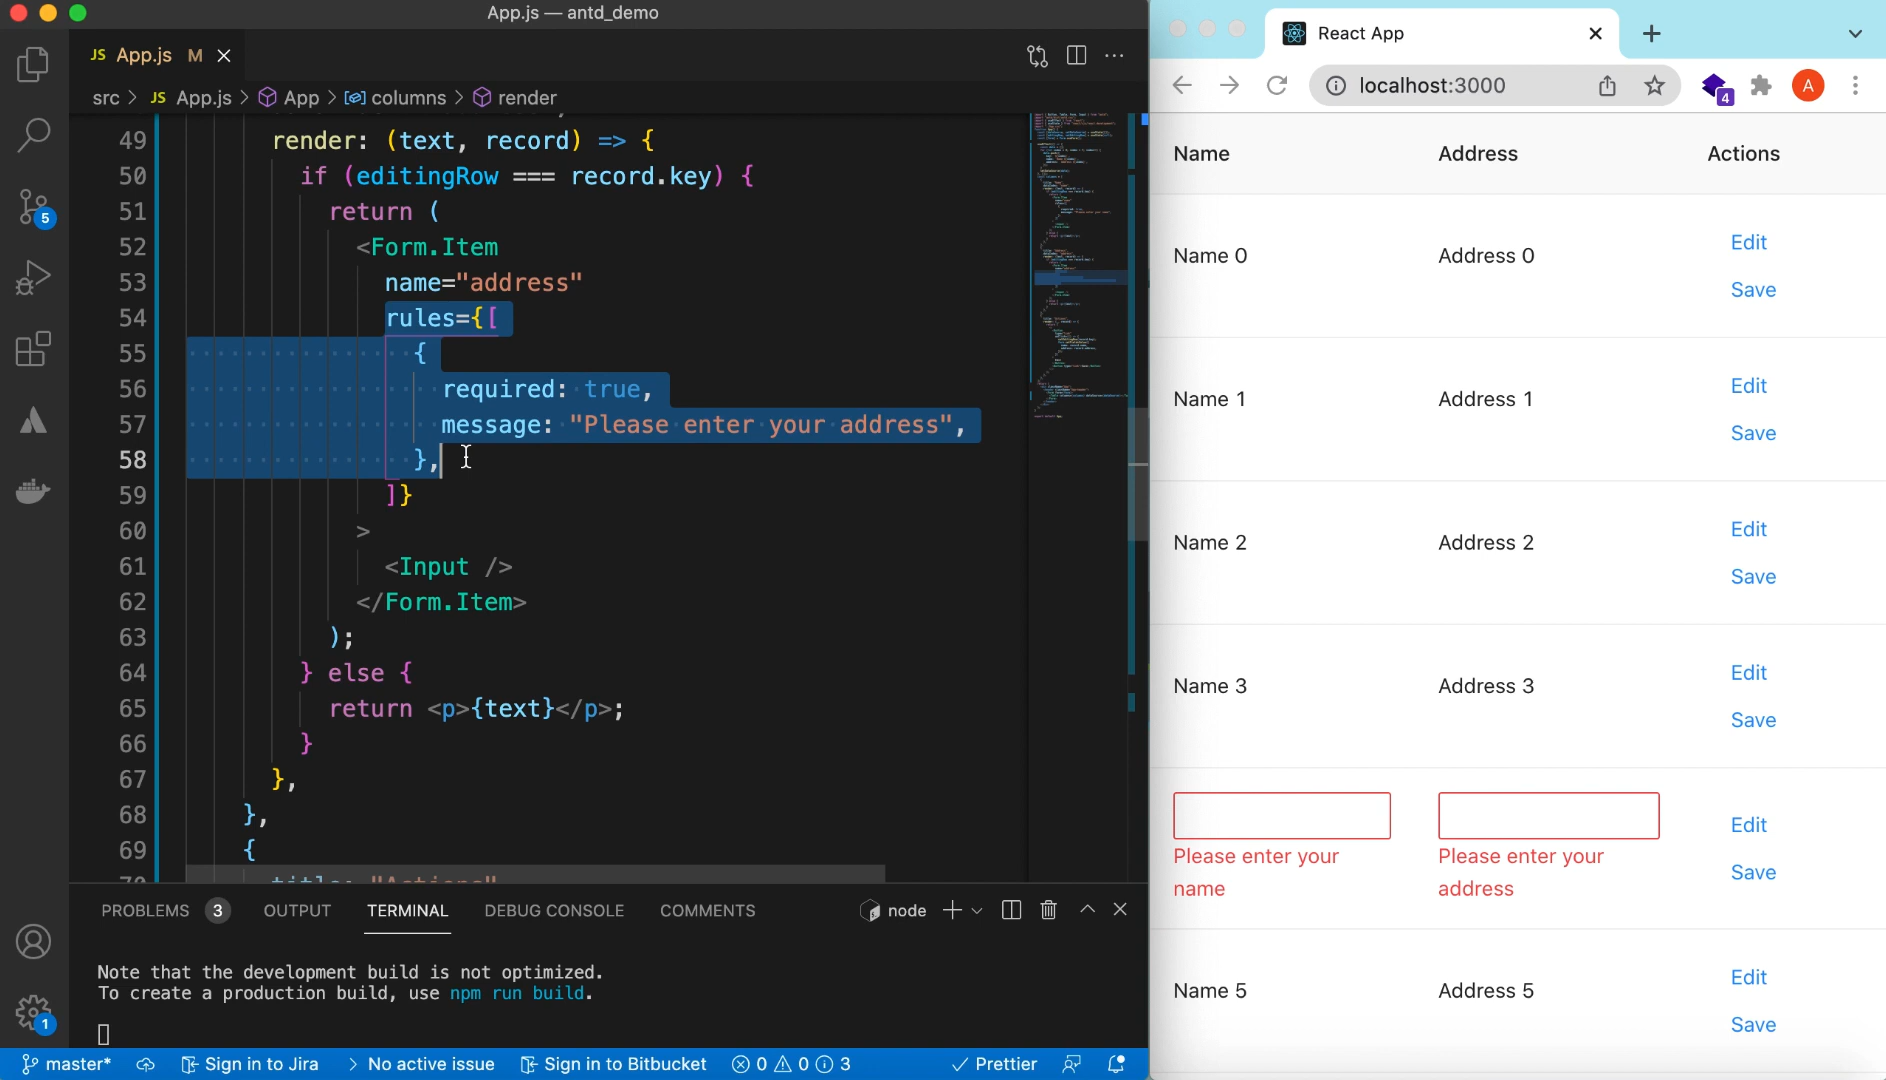 App.js — antd_demo
JS App.js M
src > JS App.js > App > columns > render
49 render: (text, record) => {
50 if (editingRow === record.key) {
51 return (
52 <Form.Item
53 name="address"
54 rules={[
55 {
56 required: true,
57 message: "Please enter your address",
58 },
59 ]}
60 >
61 <Input />
62 </Form.Item>
63 );
64 } else {
65 return <p>{text}</p>;
66 }
67 },
68 },
69 {
70 title: "Actions"
PROBLEMS 3 OUTPUT TERMINAL DEBUG CONSOLE COMMENTS node
Note that the development build is not optimized.
To create a production build, use npm run build.
5
1
master* Sign in to Jira > No active issue Sign in to Bitbucket 0 0 3 Prettier
React App
localhost:3000
4
A
Name Address Actions
Name 0 Address 0 Edit
Save
Name 1 Address 1 Edit
Save
Name 2 Address 2 Edit
Save
Name 3 Address 3 Edit
Save
Edit
Please enter your name
Please enter your address
Save
Name 5 Address 5 Edit
Save